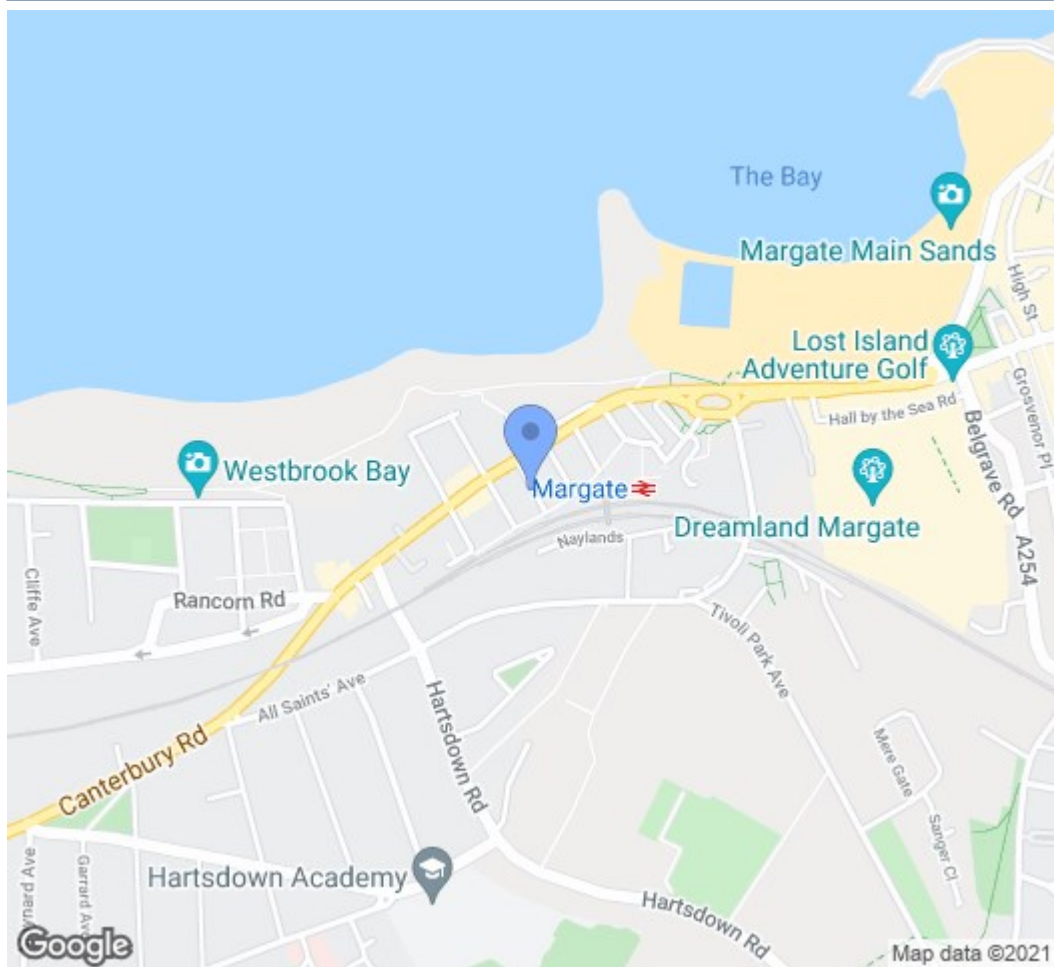 The Bay
Margate Main Sands
High St
Lost Island
Adventure Golf
Grosvenor Pl
Hall by the Sea Rd
Belgrave Rd
Westbrook Bay
Margate
Dreamland Margate
Naylands
A254
Cliffe Ave
Rancorn Rd
Tivoli Park Ave
All Saints' Ave
Hartsdown Rd
Canterbury Rd
Mere Gate
Sanger Cl
Hartsdown Academy
ynard Ave
Garrard Av
Hartsdown Rd
Google
Map data ©2021